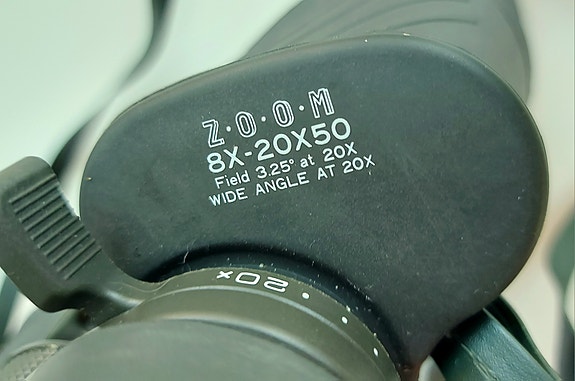 Z·O·O·M
8X-20X50
Field 3.25° at 20X
WIDE ANGLE AT 20X
20x